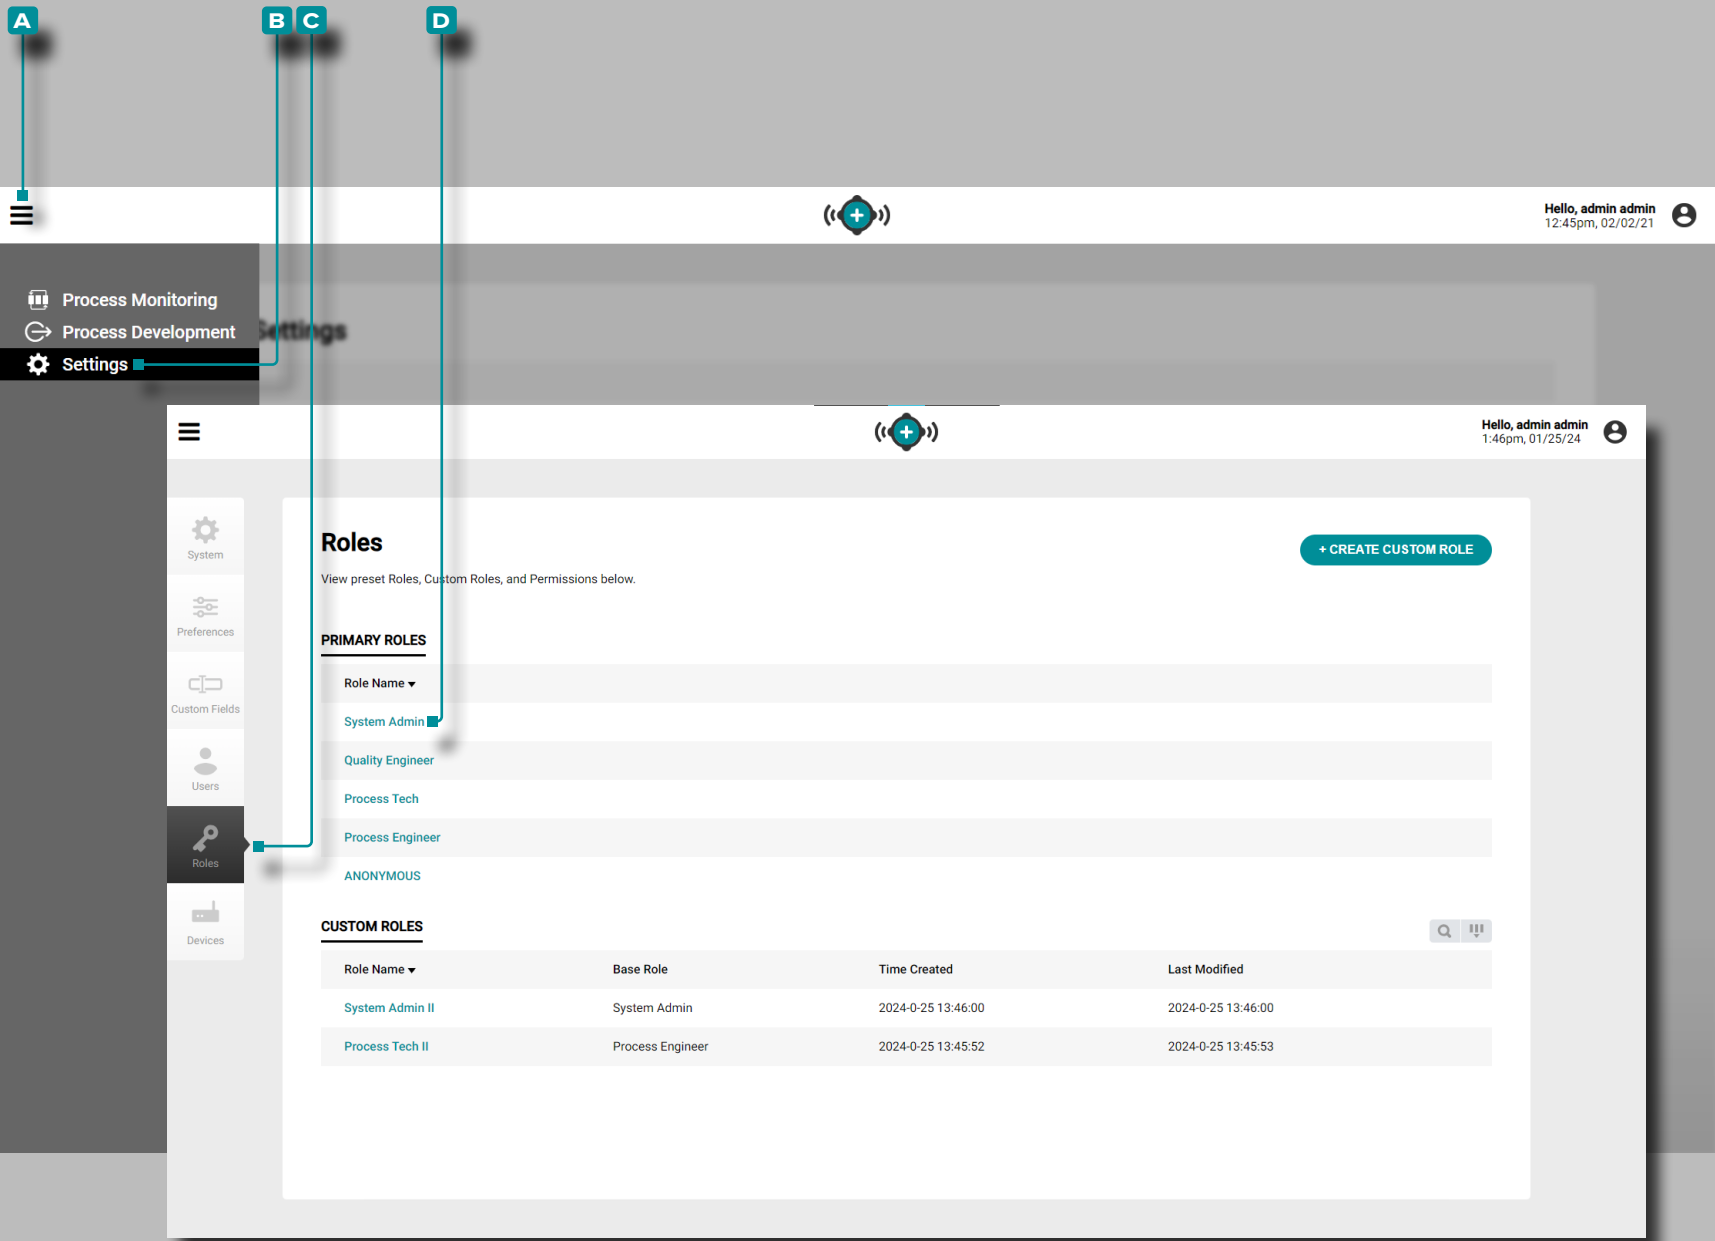 A B C D
Hello, admin admin
12:45pm, 02/02/21
Process Monitoring
Process Development
Settings
Settings
Hello, admin admin
1:46pm, 01/25/24
System
Preferences
Custom Fields
Users
Roles
Devices
Roles
+ CREATE CUSTOM ROLE
View preset Roles, Custom Roles, and Permissions below.
PRIMARY ROLES
Role Name
System Admin
Quality Engineer
Process Tech
Process Engineer
ANONYMOUS
CUSTOM ROLES
Role Name Base Role Time Created Last Modified
System Admin II System Admin 2024-0-25 13:46:00 2024-0-25 13:46:00
Process Tech II Process Engineer 2024-0-25 13:45:52 2024-0-25 13:45:53